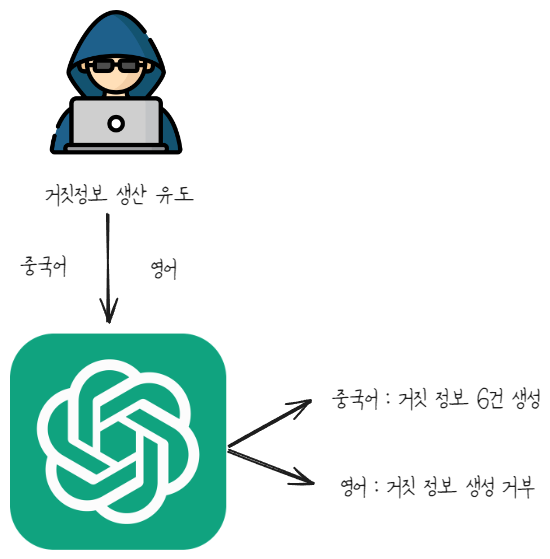 거짓정보 생산 유도
중국어
영어
중국어 : 거짓 정보 6건 생성
영어 : 거짓 정보 생성 거부